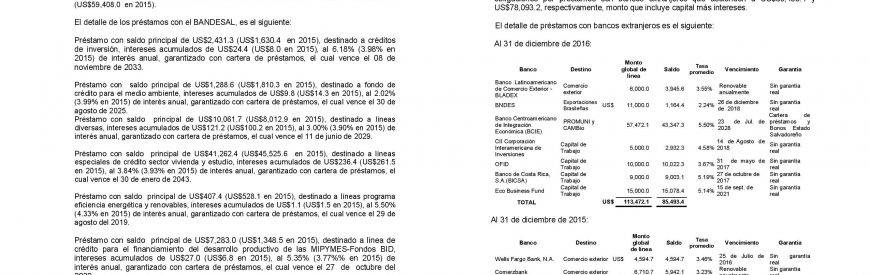 (US$59,408.0 en 2015).
El detalle de los préstamos con el BANDESAL, es el siguiente:
Préstamo con saldo principal de US$2,431.3 (US$1,630.4 en 2015), destinado a créditos
de inversión, intereses acumulados de US$24.4 (US$8.0 en 2015), al 6.18% (3.98% en
2015) de interés anual, garantizado con cartera de préstamos, el cual vence el 08 de
noviembre de 2033.
Préstamo con saldo principal de US$1,288.6 (US$1,810.3 en 2015), destinado a fondo de
crédito para el medio ambiente, intereses acumulados de US$9.8 (US$14.3 en 2015), al 2.02%
(3.99% en 2015) de interés anual, garantizado con cartera de préstamos, el cual vence el 30 de
agosto de 2025.
Préstamo con saldo principal de US$10,061.7 (US$8,012.9 en 2015), destinado a líneas
diversas, intereses acumulados de US$121.2 (US$100.2 en 2015), al 3.00% (3.90% en 2015) de
interés anual, garantizado con cartera de préstamos, el cual vence el 11 de junio de 2029.
Préstamo con saldo principal de US$41,262.4 (US$45,525.6 en 2015), destinado a líneas
especiales de crédito sector vivienda y estudio, intereses acumulados de US$236.4 (US$261.5
en 2015), al 3.84% (3.93% en 2015) de interés anual, garantizado con cartera de préstamos, el
cual vence el 30 de enero de 2043.
Préstamo con saldo principal de US$407.4 (US$528.1 en 2015), destinado a líneas programa
eficiencia energética y renovables, intereses acumulados de US$1.1 (US$1.5 en 2015), al 5.50%
(4.33% en 2015) de interés anual, garantizado con cartera de préstamos, el cual vence el 29 de
agosto del 2019.
Préstamo con saldo principal de US$7,283.0 (US$1,348.5 en 2015), destinado a línea de
crédito para el financiamiento del desarrollo productivo de las MIPYMES-Fondos BID,
intereses acumulados de US$27.0 (US$6.8 en 2015), al 5.35% (3.77%% en 2015) de
interés anual, garantizado con cartera de préstamos, el cual vence el 27 de octubre del
US$78,093.2, respectivamente, monto que incluye capital más intereses.
El detalle de préstamos con bancos extranjeros es el siguiente:
Al 31 de diciembre de 2016:
Banco Destino Monto global de línea Saldo Tasa promedio Vencimiento Garantía
Banco Latinoamericano de Comercio Exterior - BLADEX Comercio exterior 6,000.0 3,945.6 3.55% Renovable anualmente Sin garantía real
BNDES Exportaciones Brasileñas US$ 11,000.0 1,164.4 2.24% 26 de diciembre de 2018 Sin garantía real
Banco Centroamericano de Integración Económica (BCIE) PROMUNI y CAMBio 57,472.1 43,347.3 5.50% 23 de Jul. de 2028 Cartera de préstamos y Bonos Estado Salvadoreño
CII Corporación Interamericana de Inversiones Capital de Trabajo 5,000.0 2,932.3 4.58% 14 de Agosto de 2018 Sin garantía real
OFID Capital de Trabajo 10,000.0 10,022.3 3.67% 31 de mayo de 2017 Sin garantía real
Banco de Costa Rica, S.A.(BICSA) Capital de Trabajo 9,000.0 9,003.1 5.19% 27 de octubre de 2017 Sin garantía real
Eco Business Fund Capital de Trabajo 15,000.0 15,078.4 5.14% 15 de sept. de 2021 Sin garantía real
TOTAL US$ 113,472.1 85,493.4
Al 31 de diciembre de 2015:
Banco Destino Monto global de línea Saldo Tasa promedio Vencimiento Garantía
Wells Fargo Bank, N.A. Comercio exterior US$ 4,594.7 4,594.7 3.46% 25 de Julio de 2016 Sin garantía real
Comerzbank Comercio exterior 6,710.7 5,942.1 3.23% Renovable Sin garantía